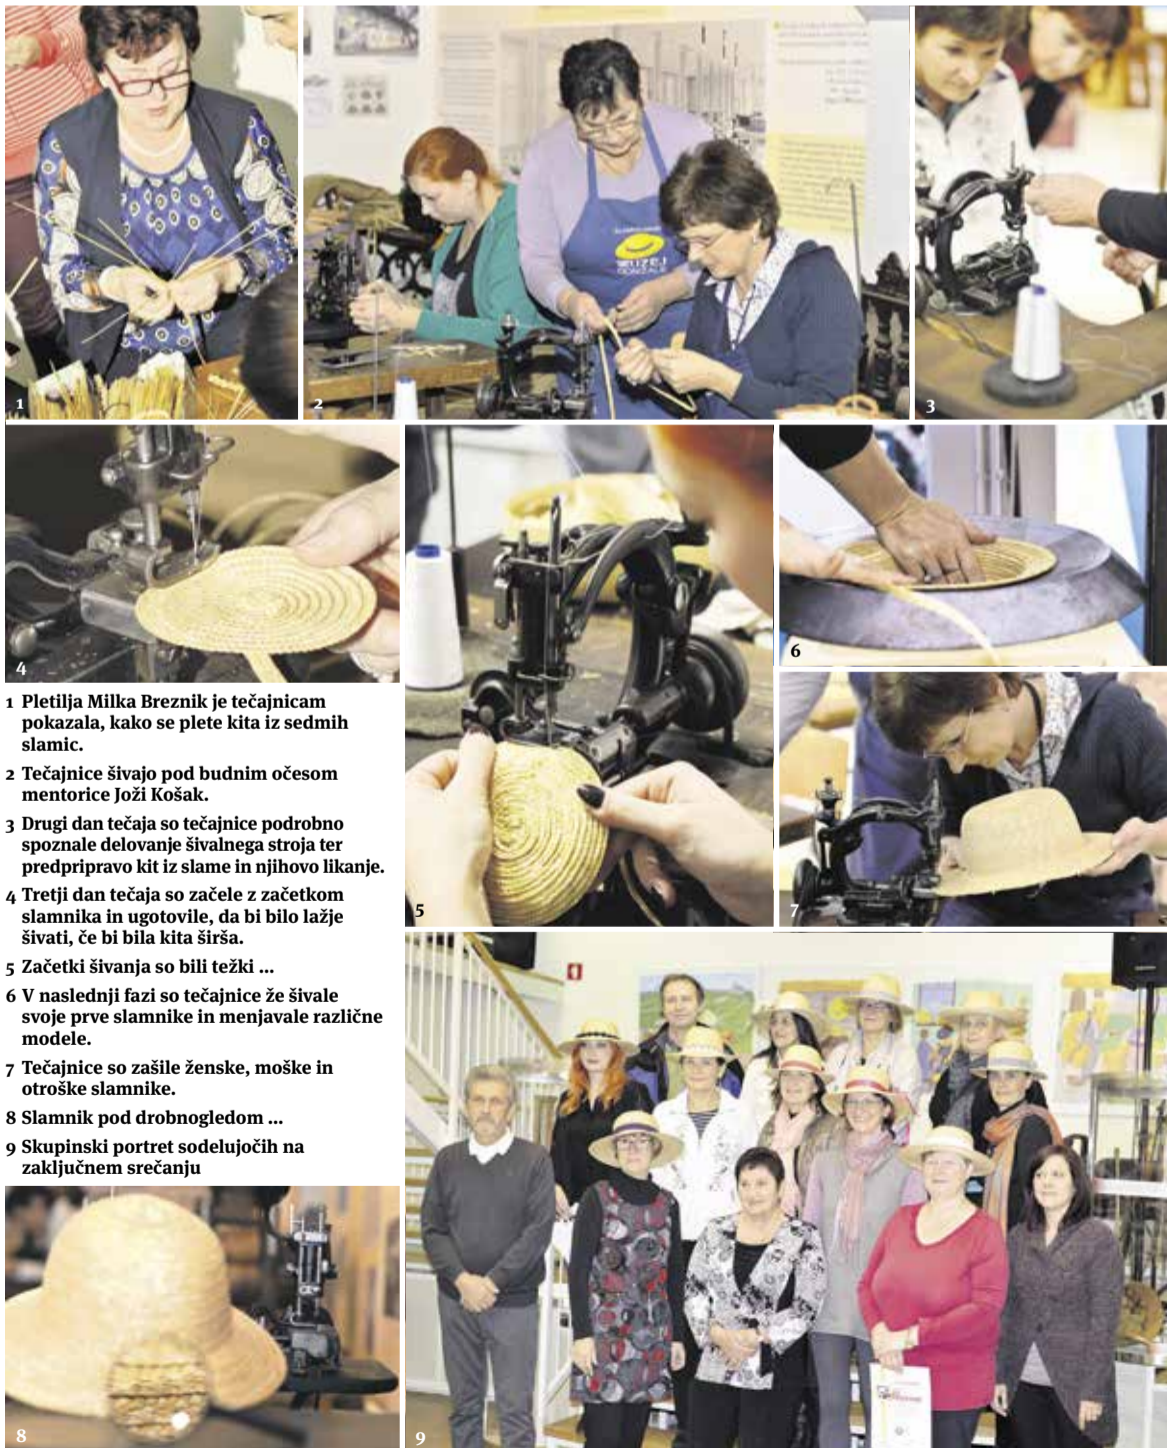 1
2
3
4
5
6
7
MUZEJ
DOMŽALE
1 Pletilja Milka Breznik je tečajnicam
pokazala, kako se plete kita iz sedmih
slamic.
2 Tečajnice šivajo pod budnim očesom
mentorice Joži Košak.
3 Drugi dan tečaja so tečajnice podrobno
spoznale delovanje šivalnega stroja ter
predpripravo kit iz slame in njihovo likanje.
4 Tretji dan tečaja so začele z začetkom
slamnika in ugotovile, da bi bilo lažje
šivati, če bi bila kita širša.
5 Začetki šivanja so bili težki ...
6 V naslednji fazi so tečajnice že šivale
svoje prve slamnike in menjavale različne
modele.
7 Tečajnice so zašile ženske, moške in
otroške slamnike.
8 Slamnik pod drobnogledom ...
9 Skupinski portret sodelujočih na
zaključnem srečanju
8
9